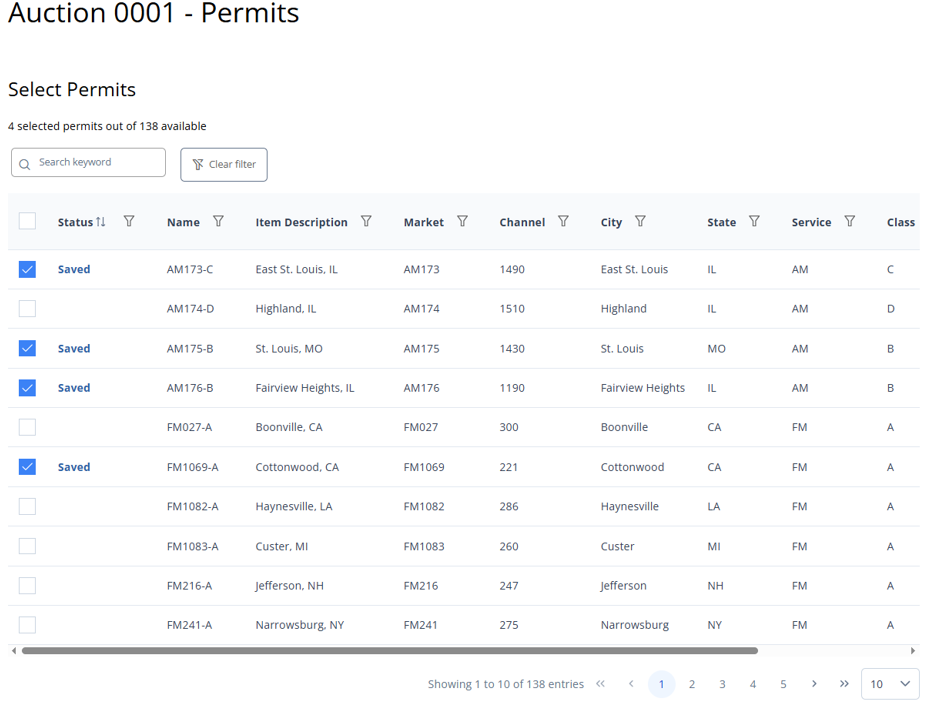 Auction 0001 - Permits
Select Permits
4 selected permits out of 138 available
Search keyword Clear filter
Status Name Item Description Market Channel City State Service Class
Saved AM173-C East St. Louis, IL AM173 1490 East St. Louis IL AM C
AM174-D Highland, IL AM174 1510 Highland IL AM D
Saved AM175-B St. Louis, MO AM175 1430 St. Louis MO AM B
Saved AM176-B Fairview Heights, IL AM176 1190 Fairview Heights IL AM B
FM027-A Boonville, CA FM027 300 Boonville CA FM A
Saved FM1069-A Cottonwood, CA FM1069 221 Cottonwood CA FM A
FM1082-A Haynesville, LA FM1082 286 Haynesville LA FM A
FM1083-A Custer, MI FM1083 260 Custer MI FM A
FM216-A Jefferson, NH FM216 247 Jefferson NH FM A
FM241-A Narrowsburg, NY FM241 275 Narrowsburg NY FM A
Showing 1 to 10 of 138 entries « ‹ 1 2 3 4 5 › » 10